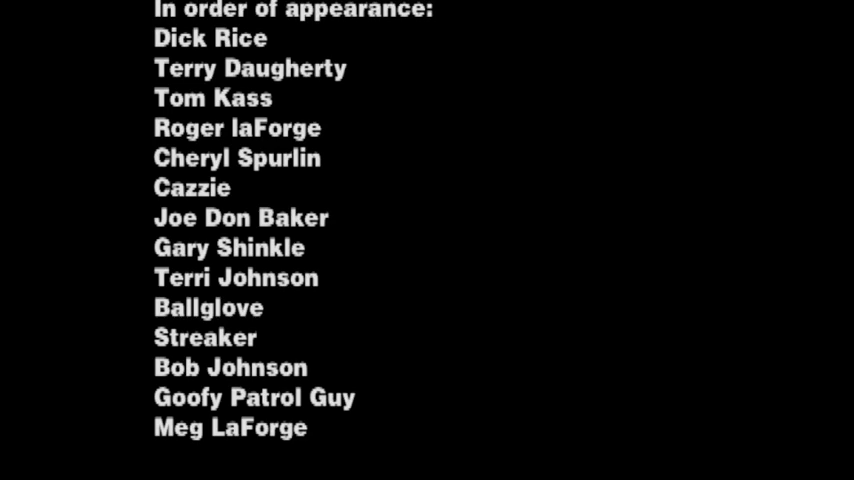 In order of appearance:
Dick Rice
Terry Daugherty
Tom Kass
Roger laForge
Cheryl Spurlin
Cazzie
Joe Don Baker
Gary Shinkle
Terri Johnson
Ballglove
Streaker
Bob Johnson
Goofy Patrol Guy
Meg LaForge